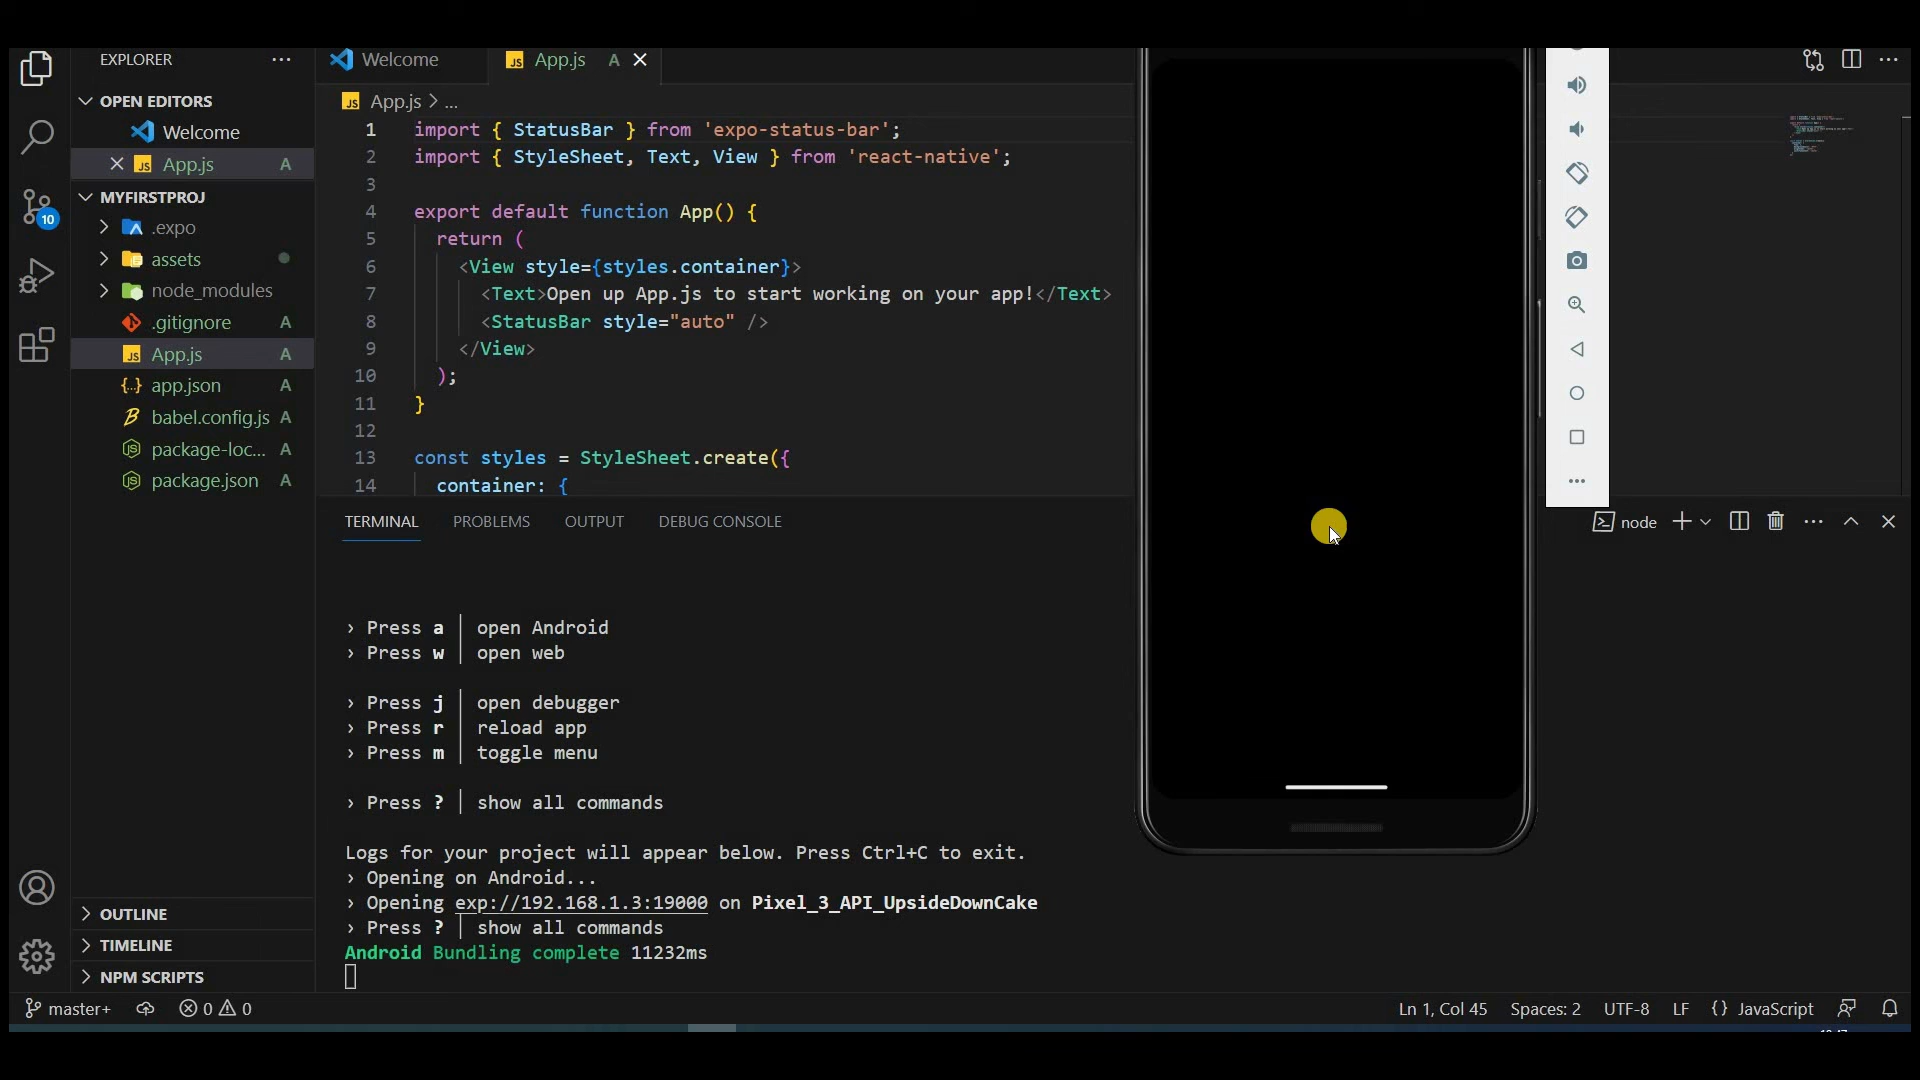 EXPLORER
OPEN EDITORS
Welcome
App.js A
MYFIRSTPROJ
.expo
assets
node_modules
.gitignore A
App.js A
app.json A
babel.config.js A
package-loc... A
package.json A
OUTLINE
TIMELINE
NPM SCRIPTS
10
Welcome
JS App.js A
JS App.js > ...
1 import { StatusBar } from 'expo-status-bar';
2 import { StyleSheet, Text, View } from 'react-native';
3
4 export default function App() {
5 return (
6 <View style={styles.container}>
7 <Text>Open up App.js to start working on your app!</Text>
8 <StatusBar style="auto" />
9 </View>
10 );
11 }
12
13 const styles = StyleSheet.create({
14 container: {
TERMINAL PROBLEMS OUTPUT DEBUG CONSOLE
node
› Press a │ open Android
› Press w │ open web
› Press j │ open debugger
› Press r │ reload app
› Press m │ toggle menu
› Press ? │ show all commands
Logs for your project will appear below. Press Ctrl+C to exit.
› Opening on Android...
› Opening exp://192.168.1.3:19000 on Pixel_3_API_UpsideDownCake
› Press ? │ show all commands
Android Bundling complete 11232ms
master+ 0 0 Ln 1, Col 45 Spaces: 2 UTF-8 LF {} JavaScript